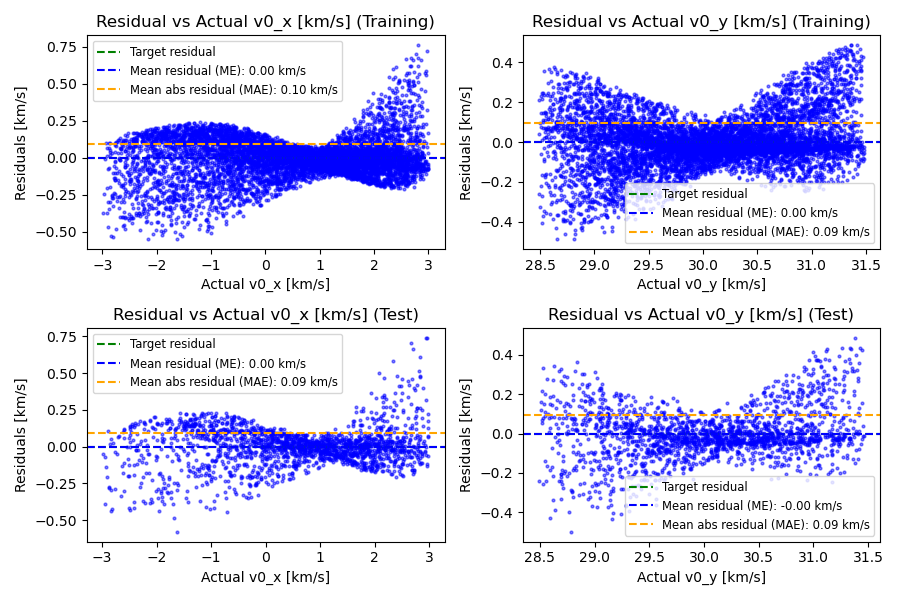 Residual vs Actual v0_x [km/s] (Training)
Residuals [km/s]
0.75
0.50
0.25
0.00
−0.25
−0.50
Target residual
Mean residual (ME): 0.00 km/s
Mean abs residual (MAE): 0.10 km/s
−3
−2
−1
0
1
2
3
Actual v0_x [km/s]
Residual vs Actual v0_y [km/s] (Training)
Residuals [km/s]
0.4
0.2
0.0
−0.2
−0.4
Target residual
Mean residual (ME): 0.00 km/s
Mean abs residual (MAE): 0.09 km/s
28.5
29.0
29.5
30.0
30.5
31.0
31.5
Actual v0_y [km/s]
Residual vs Actual v0_x [km/s] (Test)
Residuals [km/s]
0.75
0.50
0.25
0.00
−0.25
−0.50
Target residual
Mean residual (ME): 0.00 km/s
Mean abs residual (MAE): 0.09 km/s
−3
−2
−1
0
1
2
3
Actual v0_x [km/s]
Residual vs Actual v0_y [km/s] (Test)
Residuals [km/s]
0.4
0.2
0.0
−0.2
−0.4
Target residual
Mean residual (ME): -0.00 km/s
Mean abs residual (MAE): 0.09 km/s
28.5
29.0
29.5
30.0
30.5
31.0
31.5
Actual v0_y [km/s]